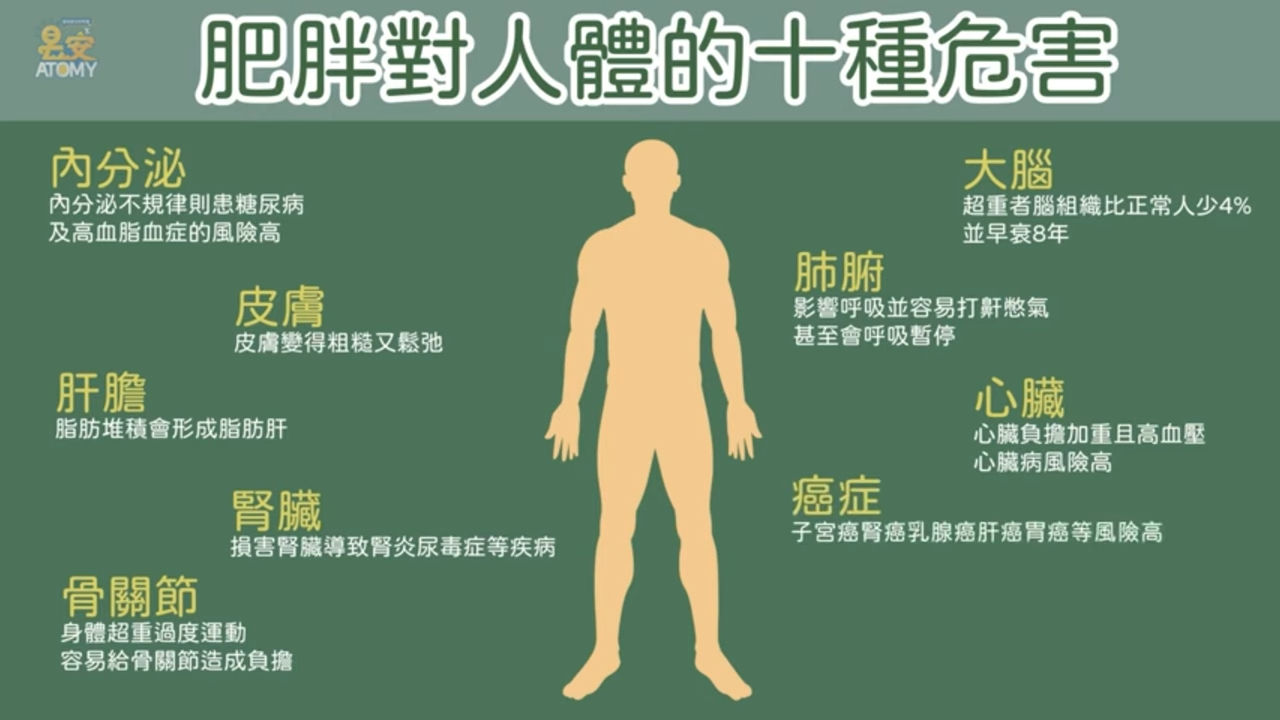 昱安
ATOMY
肥胖對人體的十種危害
內分泌
內分泌不規律則患糖尿病
及高血脂血症的風險高
皮膚
皮膚變得粗糙又鬆弛
肝膽
脂肪堆積會形成脂肪肝
腎臟
損害腎臟導致腎炎尿毒症等疾病
骨關節
身體超重過度運動
容易給骨關節造成負擔
大腦
超重者腦組織比正常人少4%
並早衰8年
肺腑
影響呼吸並容易打鼾憋氣
甚至會呼吸暫停
心臟
心臟負擔加重且高血壓
心臟病風險高
癌症
子宮癌腎癌乳腺癌肝癌胃癌等風險高